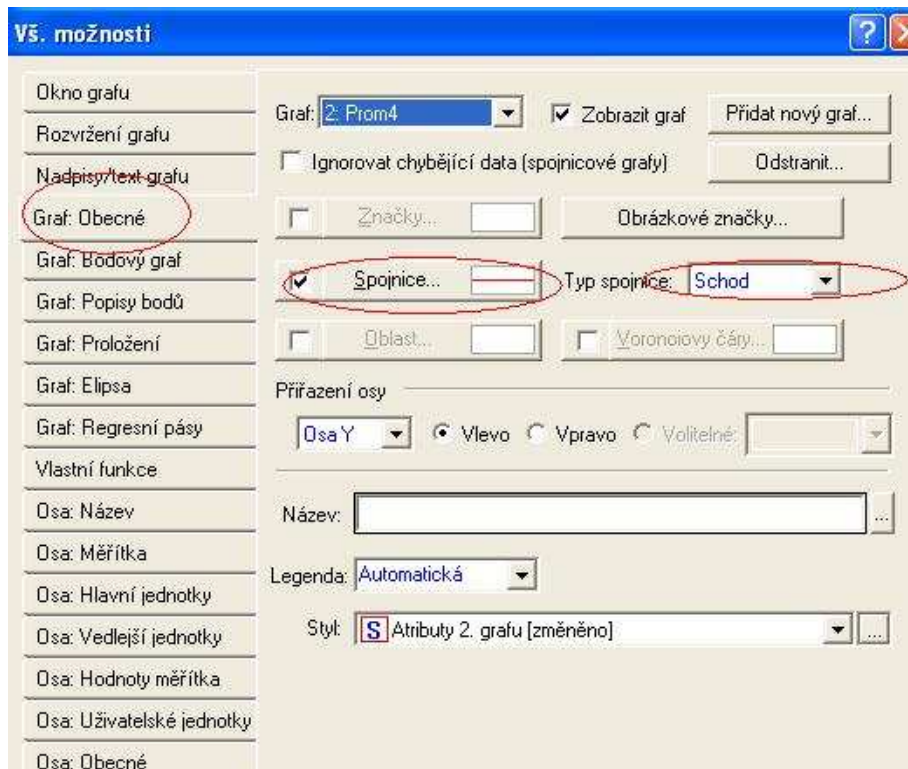 Vš. možnosti
Okno grafu
Rozvržení grafu
Nadpisy/text grafu
Graf: Obecné
Graf: Bodový graf
Graf: Popisy bodů
Graf: Proložení
Graf: Elipsa
Graf: Regresní pásy
Vlastní funkce
Osa: Název
Osa: Měřítka
Osa: Hlavní jednotky
Osa: Vedlejší jednotky
Osa: Hodnoty měřítka
Osa: Uživatelské jednotky
Osa: Obecné
Graf: 2: Prom4 Zobrazit graf Přidat nový graf...
Ignorovat chybějící data (spojnicové grafy) Odstranit...
Značky... Obrázkové značky...
Spojnice... Typ spojnice: Schod
Oblast... Voronoiovy čáry...
Přiřazení osy
Osa Y Vlevo Vpravo Volitelné:
Název: ...
Legenda: Automatická
Styl: S Atributy 2. grafu [změněno] ...